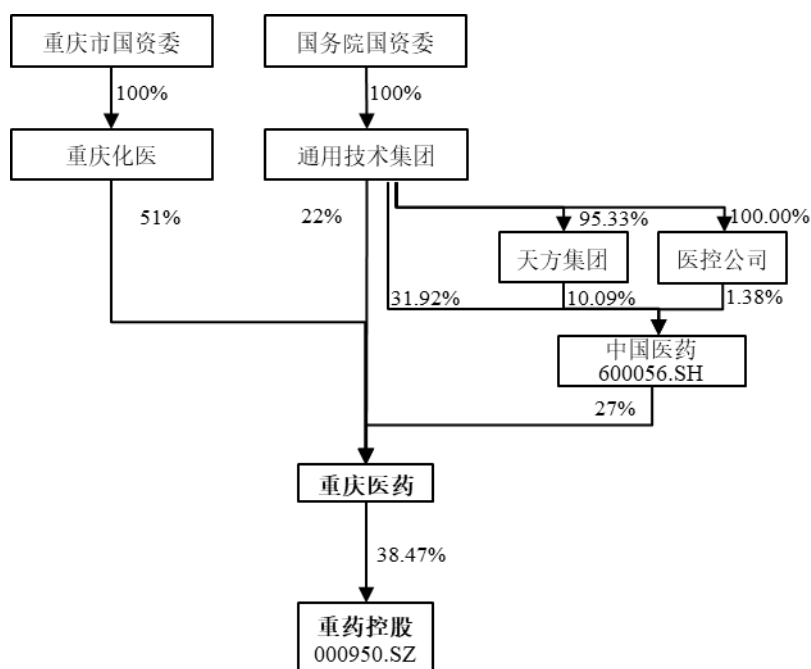 重庆市国资委
国务院国资委
100%
100%
重庆化医
通用技术集团
51%
22%
95.33%
100.00%
天方集团
医控公司
31.92%
10.09%
1.38%
中国医药
600056.SH
27%
重庆医药
38.47%
重药控股
000950.SZ